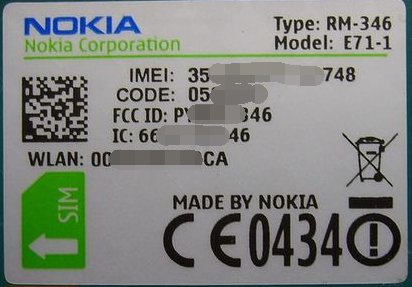 NOKIA
Nokia Corporation
Type: RM-346
Model: E71-1
IMEI: 35 748
CODE: 05
FCC ID: PY 346
IC: 66 46
WLAN: 00 CA
SIM
MADE BY NOKIA
CE0434